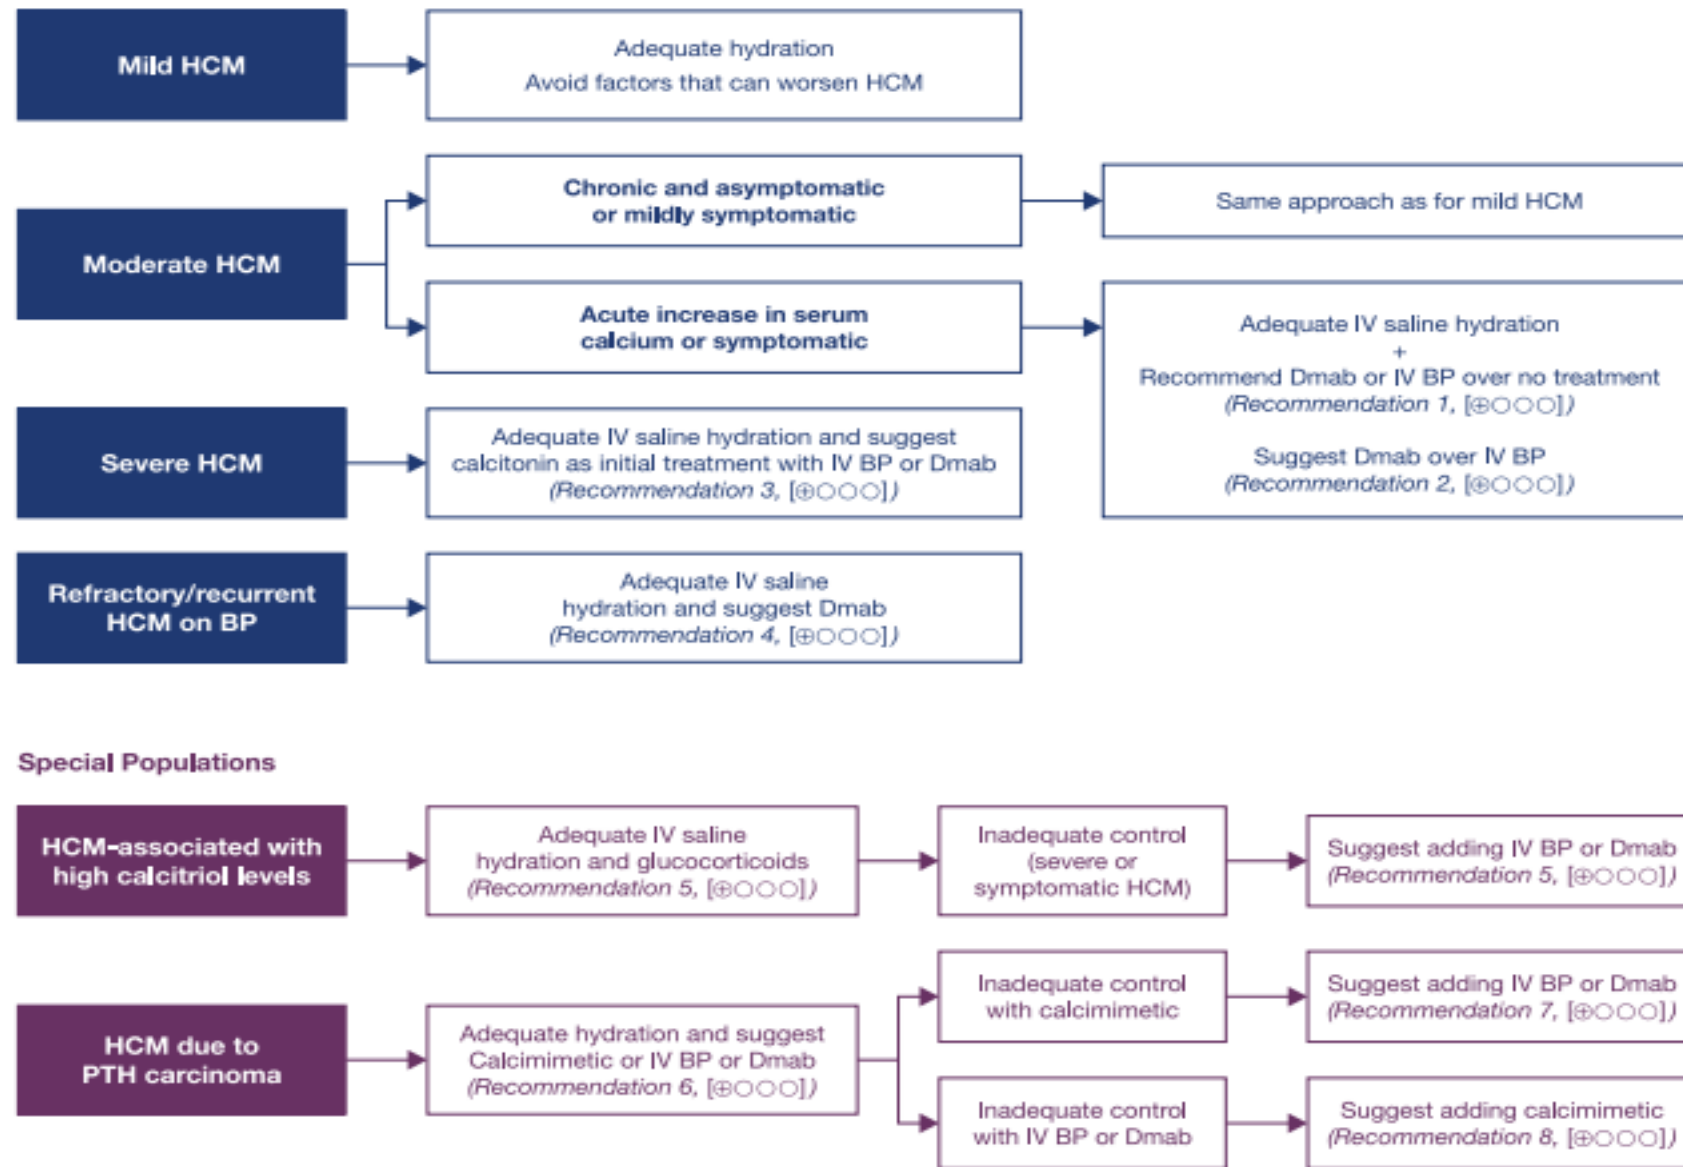 Mild HCM
Adequate hydration
Avoid factors that can worsen HCM
Moderate HCM
Chronic and asymptomatic
or mildly symptomatic
Same approach as for mild HCM
Acute increase in serum
calcium or symptomatic
Adequate IV saline hydration
+
Recommend Dmab or IV BP over no treatment
(Recommendation 1, [⊕○○○])
Suggest Dmab over IV BP
(Recommendation 2, [⊕○○○])
Severe HCM
Adequate IV saline hydration and suggest
calcitonin as initial treatment with IV BP or Dmab
(Recommendation 3, [⊕○○○])
Refractory/recurrent
HCM on BP
Adequate IV saline
hydration and suggest Dmab
(Recommendation 4, [⊕○○○])
Special Populations
HCM-associated with
high calcitriol levels
Adequate IV saline
hydration and glucocorticoids
(Recommendation 5, [⊕○○○])
Inadequate control
(severe or
symptomatic HCM)
Suggest adding IV BP or Dmab
(Recommendation 5, [⊕○○○])
HCM due to
PTH carcinoma
Adequate hydration and suggest
Calcimimetic or IV BP or Dmab
(Recommendation 6, [⊕○○○])
Inadequate control
with calcimimetic
Suggest adding IV BP or Dmab
(Recommendation 7, [⊕○○○])
Inadequate control
with IV BP or Dmab
Suggest adding calcimimetic
(Recommendation 8, [⊕○○○])